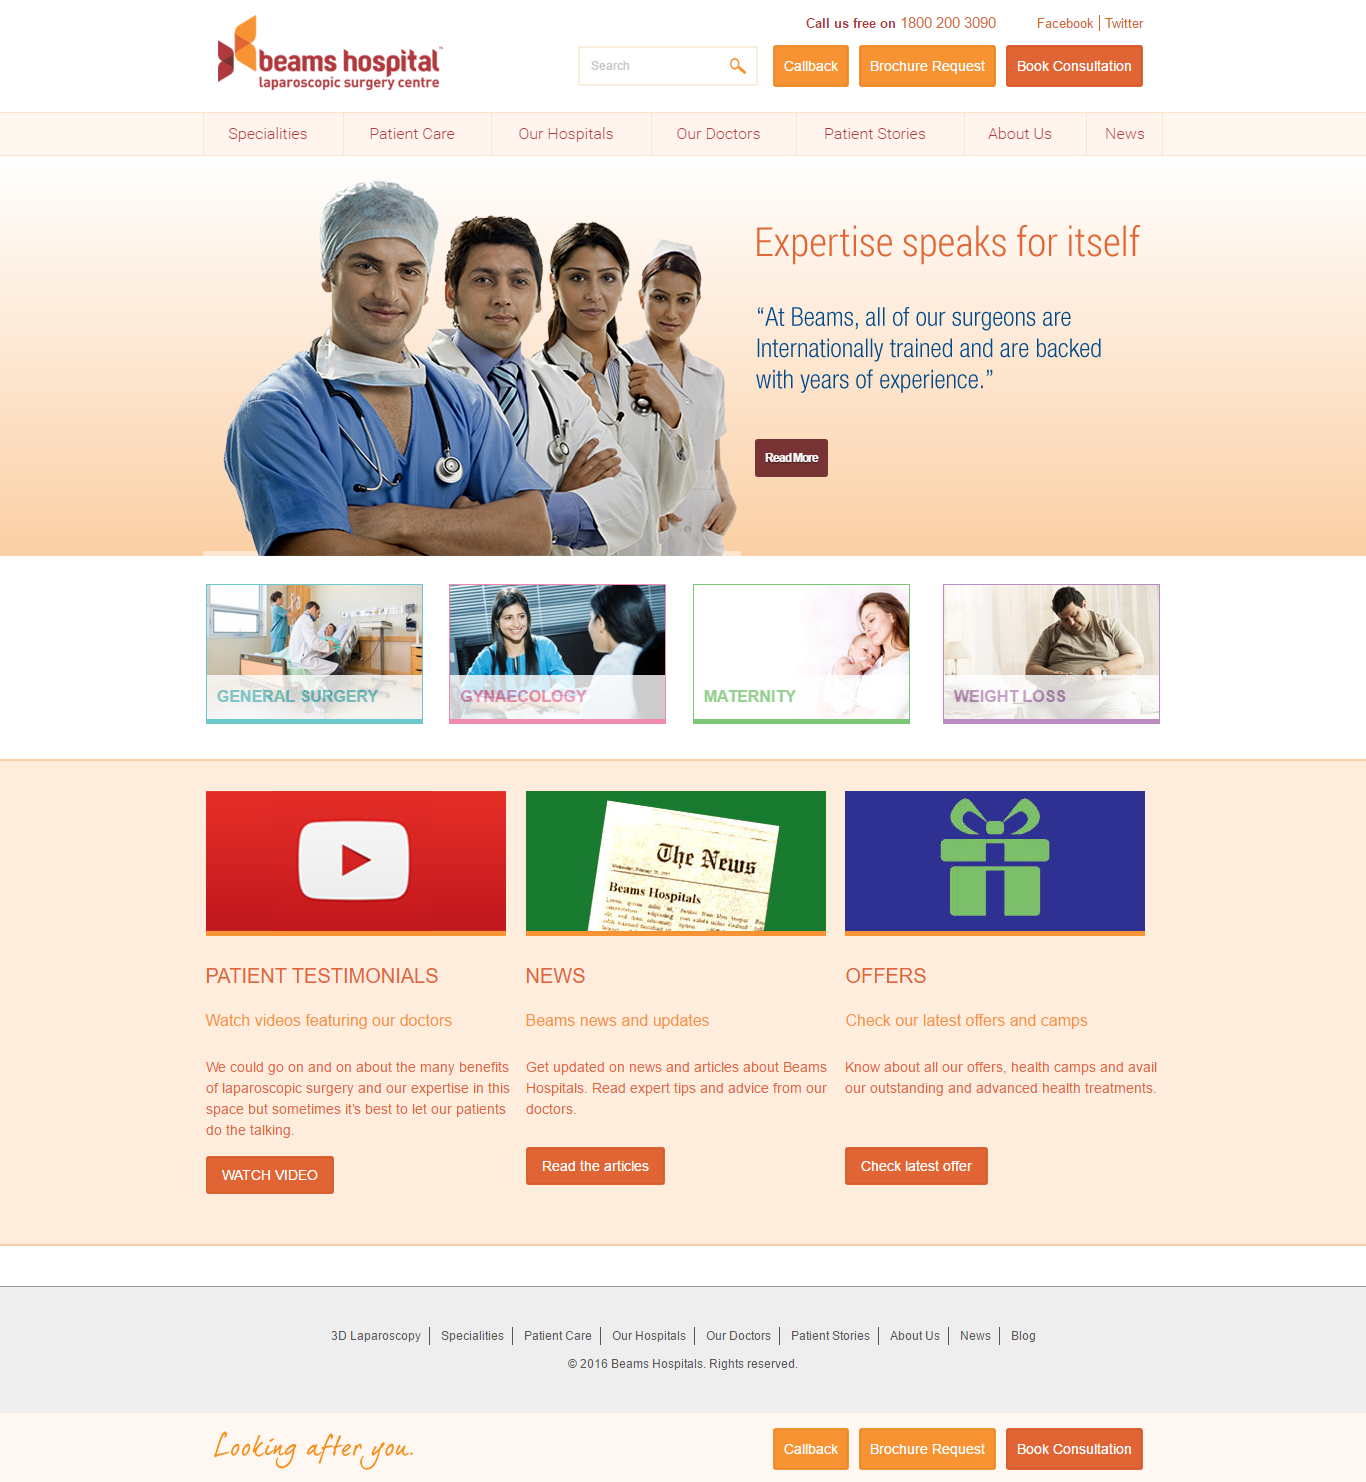 Call us free on 1800 200 3090
Facebook
Twitter
beams hospital™
laparoscopic surgery centre
Search
Callback
Brochure Request
Book Consultation
Specialities
Patient Care
Our Hospitals
Our Doctors
Patient Stories
About Us
News
Expertise speaks for itself
“At Beams, all of our surgeons are
Internationally trained and are backed
with years of experience.”
Read More
GENERAL SURGERY
GYNAECOLOGY
MATERNITY
WEIGHT LOSS
The News
Beams Hospitals
PATIENT TESTIMONIALS
Watch videos featuring our doctors
We could go on and on about the many benefits
of laparoscopic surgery and our expertise in this
space but sometimes it’s best to let our patients
do the talking.
WATCH VIDEO
NEWS
Beams news and updates
Get updated on news and articles about Beams
Hospitals. Read expert tips and advice from our
doctors.
Read the articles
OFFERS
Check our latest offers and camps
Know about all our offers, health camps and avail
our outstanding and advanced health treatments.
Check latest offer
3D Laparoscopy
Specialities
Patient Care
Our Hospitals
Our Doctors
Patient Stories
About Us
News
Blog
© 2016 Beams Hospitals. Rights reserved.
Looking after you.
Callback
Brochure Request
Book Consultation